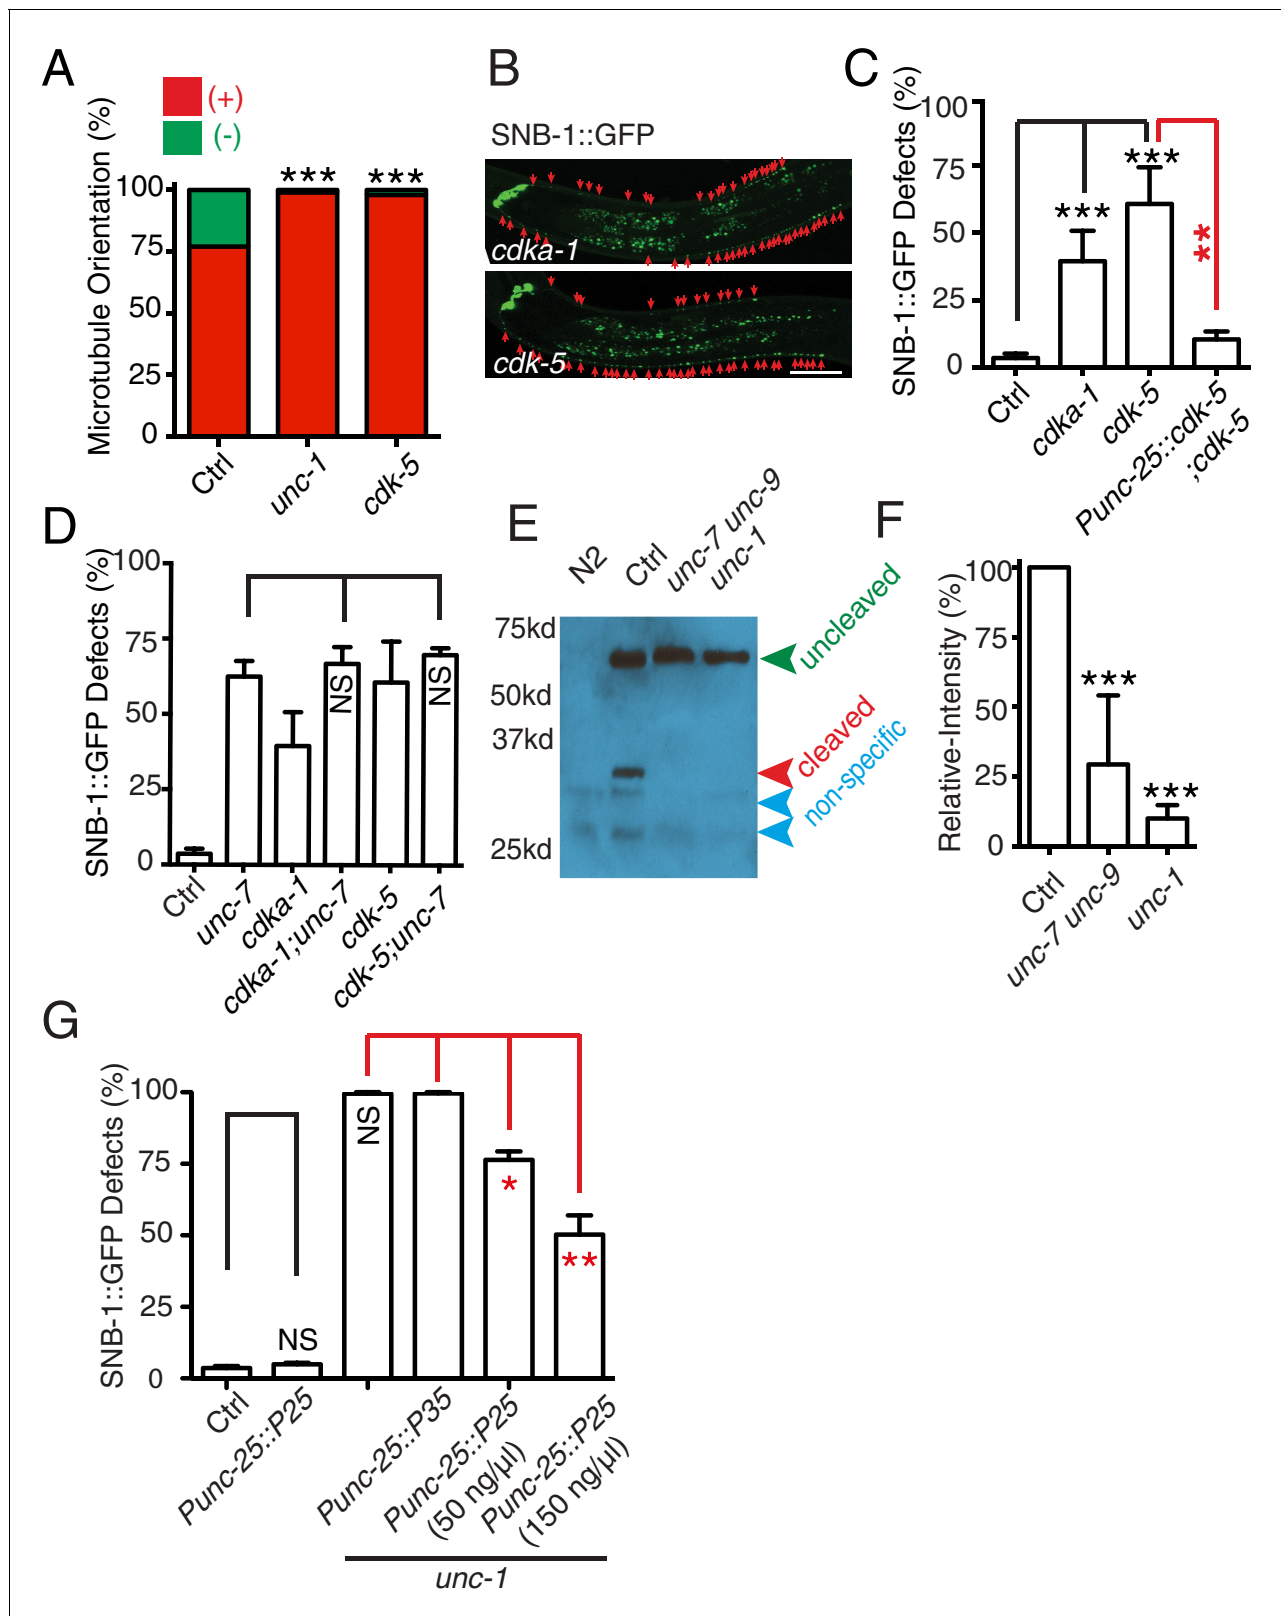 A
(+)
(-)
Microtubule Orientation (%)
100
75
50
25
0
***
***
Ctrl
unc-1
cdk-5
B
SNB-1::GFP
cdka-1
cdk-5
C
SNB-1::GFP Defects (%)
100
75
50
25
0
***
***
**
Ctrl
cdka-1
cdk-5
Punc-25::cdk-5
;cdk-5
D
SNB-1::GFP Defects (%)
100
75
50
25
0
NS
NS
Ctrl
unc-7
cdka-1
cdka-1;unc-7
cdk-5
cdk-5;unc-7
E
N2
Ctrl
unc-7 unc-9
unc-1
75kd
50kd
37kd
25kd
uncleaved
cleaved
non-specific
F
Relative-Intensity (%)
100
75
50
25
0
***
***
Ctrl
unc-7 unc-9
unc-1
G
SNB-1::GFP Defects (%)
100
75
50
25
0
NS
NS
*
**
Ctrl
Punc-25::P25
Punc-25::P35
Punc-25::P25
(50 ng/µl)
Punc-25::P25
(150 ng/µl)
unc-1